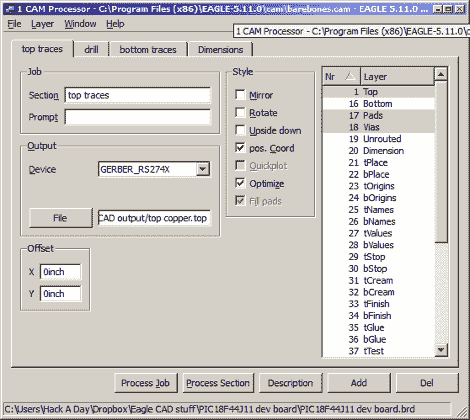 1 CAM Processor - C:\Program Files (x86)\EAGLE-5.11.0\cam\barebones.cam - EAGLE 5.11.0 ...
1 CAM Processor - C:\Program Files (x86)\EAGLE-5.11.0\c
File Layer Window Help
top traces drill bottom traces Dimensions
Job
Section top traces
Prompt
Output
Device GERBER_RS274X
File CAD output/top copper.top
Offset
X 0inch
Y 0inch
Style
Mirror
Rotate
Upside down
pos. Coord
Quickplot
Optimize
Fill pads
Nr Layer
1 Top
16 Bottom
17 Pads
18 Vias
19 Unrouted
20 Dimension
21 tPlace
22 bPlace
23 tOrigins
24 bOrigins
25 tNames
26 bNames
27 tValues
28 bValues
29 tStop
30 bStop
31 tCream
32 bCream
33 tFinish
34 bFinish
35 tGlue
36 bGlue
37 tTest
Process Job Process Section Description Add Del
C:\Users\Hack A Day\Dropbox\Eagle CAD stuff\PIC18F44J11 dev board\PIC18F44J11 dev board.brd